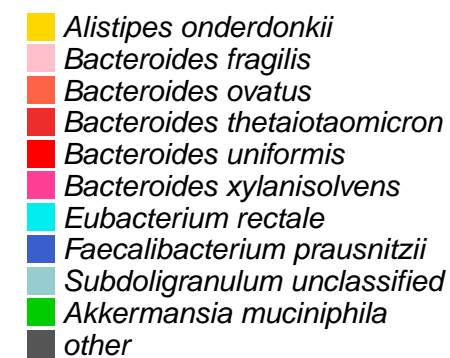 Alistipes onderdonkii
Bacteroides fragilis
Bacteroides ovatus
Bacteroides thetaiotaomicron
Bacteroides uniformis
Bacteroides xylanisolvens
Eubacterium rectale
Faecalibacterium prausnitzii
Subdoligranulum unclassified
Akkermansia muciniphila
other